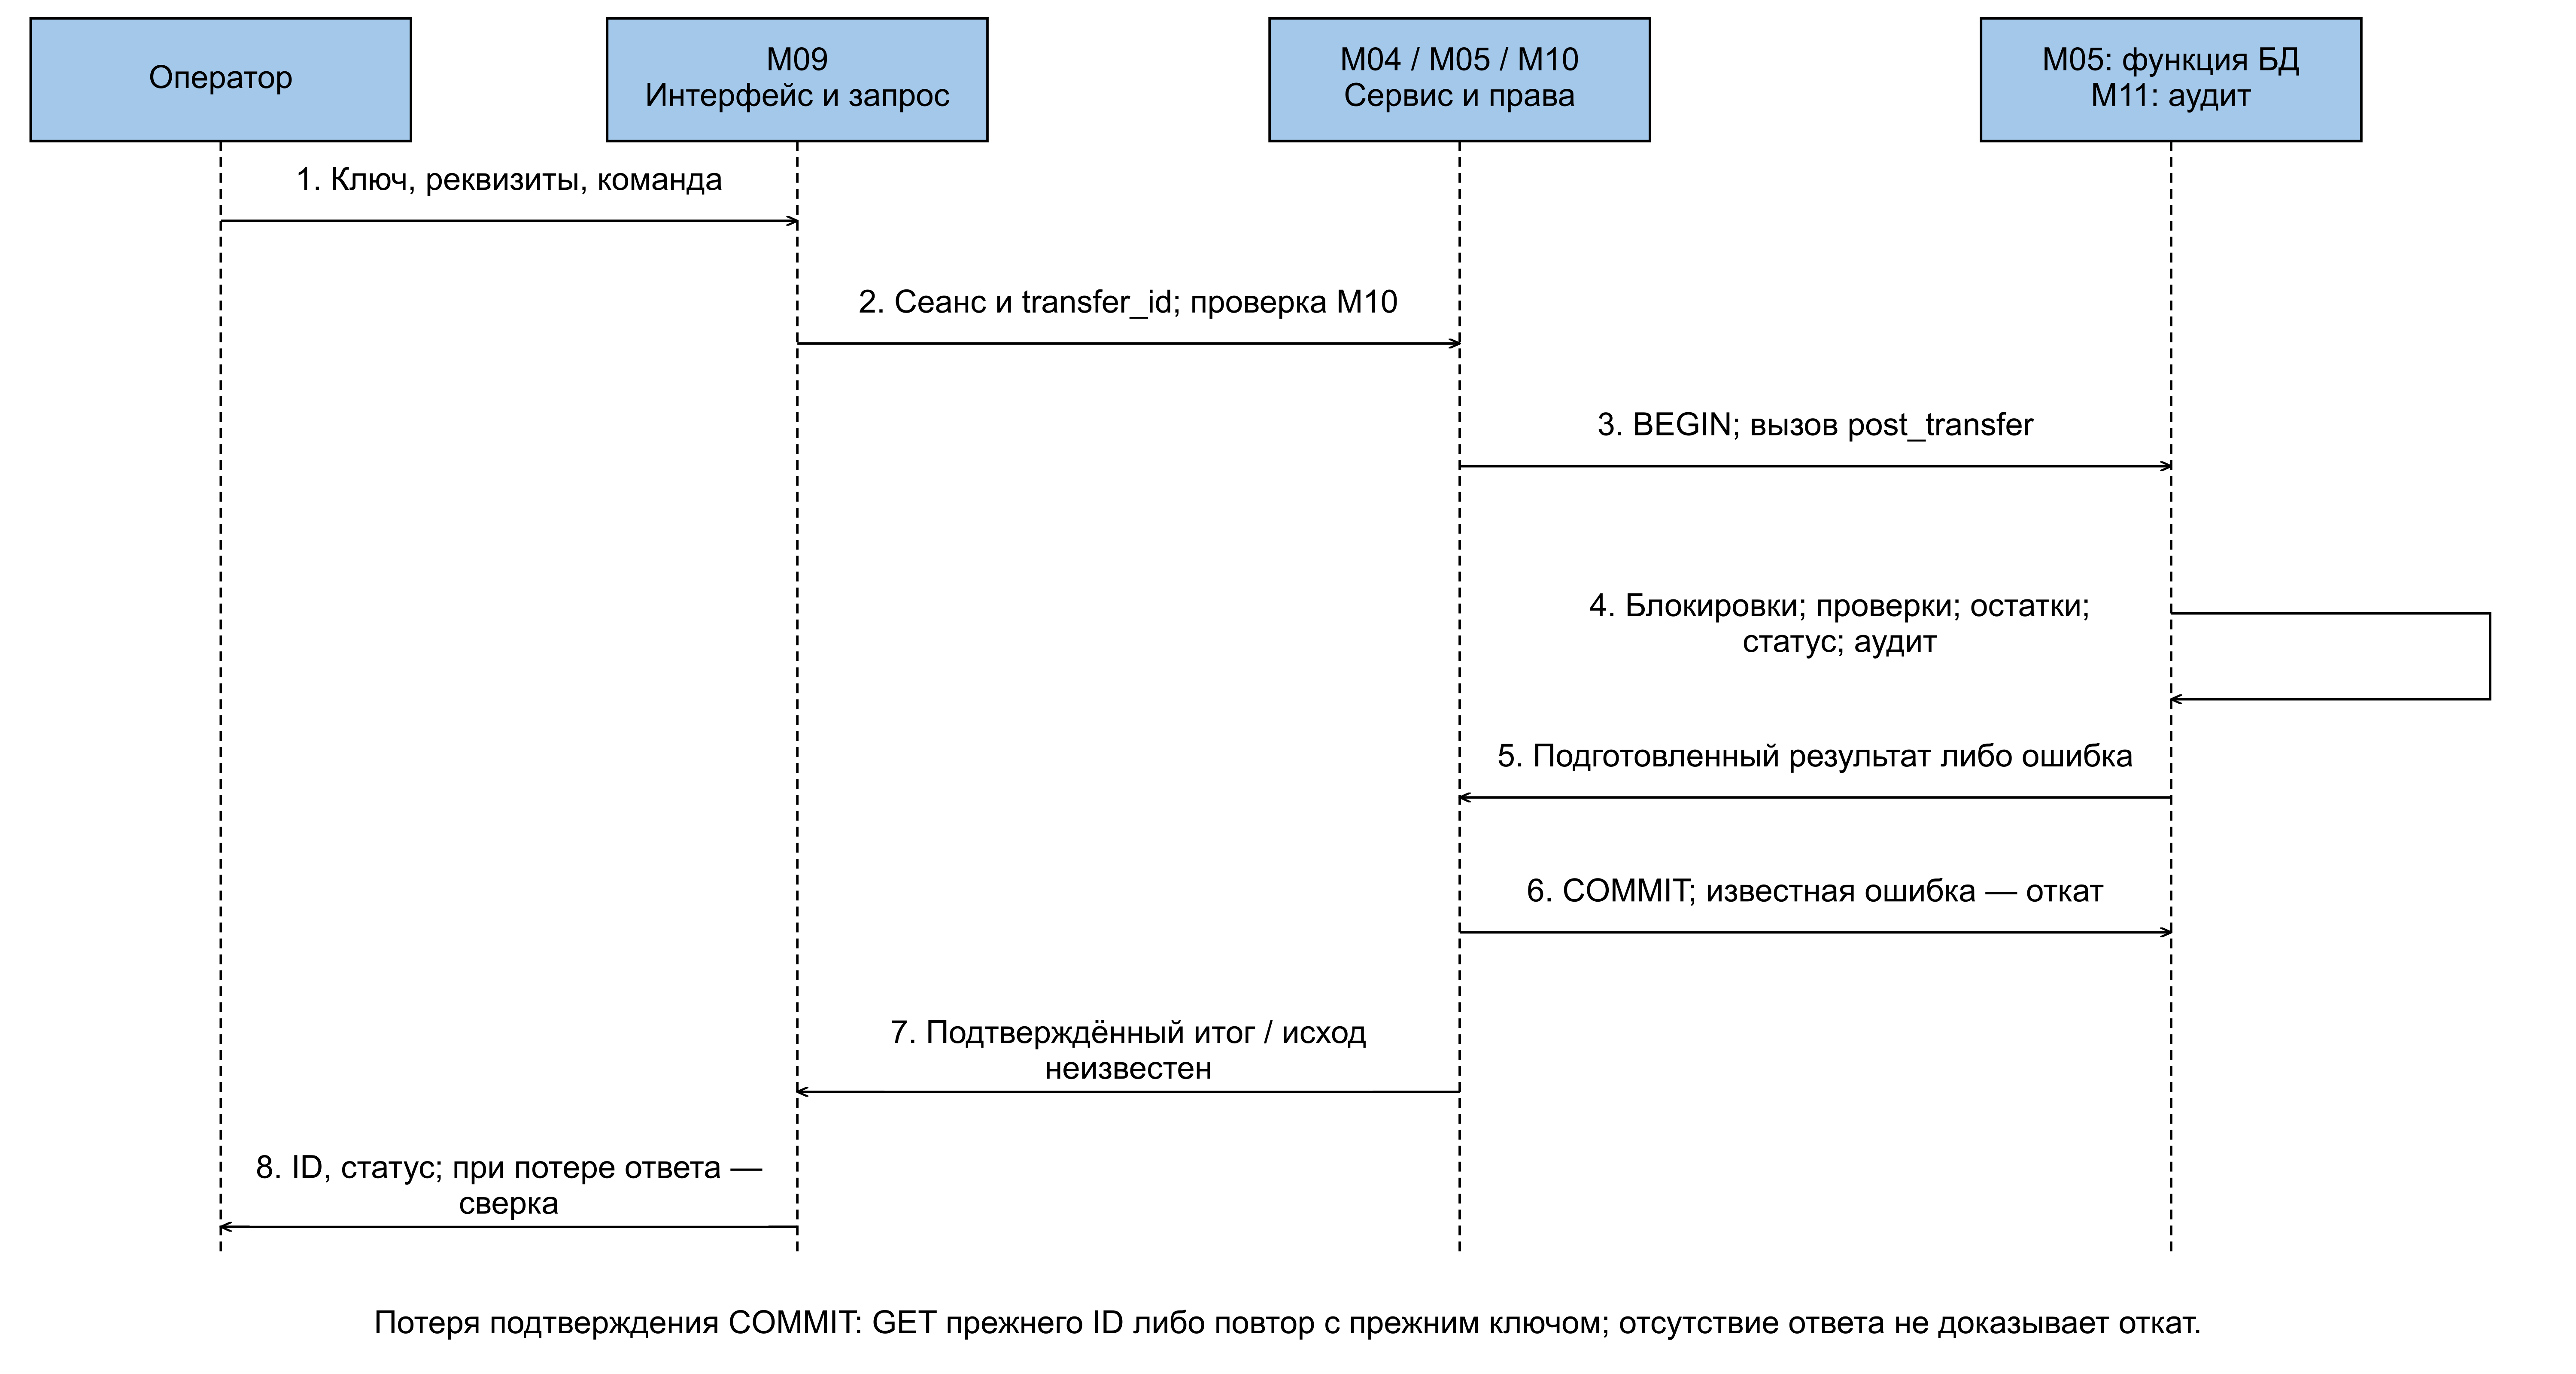 Оператор
M09
Интерфейс и запрос
M04 / M05 / M10
Сервис и права
M05: функция БД
M11: аудит
1. Ключ, реквизиты, команда
2. Сеанс и transfer_id; проверка M10
3. BEGIN; вызов post_transfer
4. Блокировки; проверки; остатки;
статус; аудит
5. Подготовленный результат либо ошибка
6. COMMIT; известная ошибка — откат
7. Подтверждённый итог / исход
неизвестен
8. ID, статус; при потере ответа —
сверка
Потеря подтверждения COMMIT: GET прежнего ID либо повтор с прежним ключом; отсутствие ответа не доказывает откат.